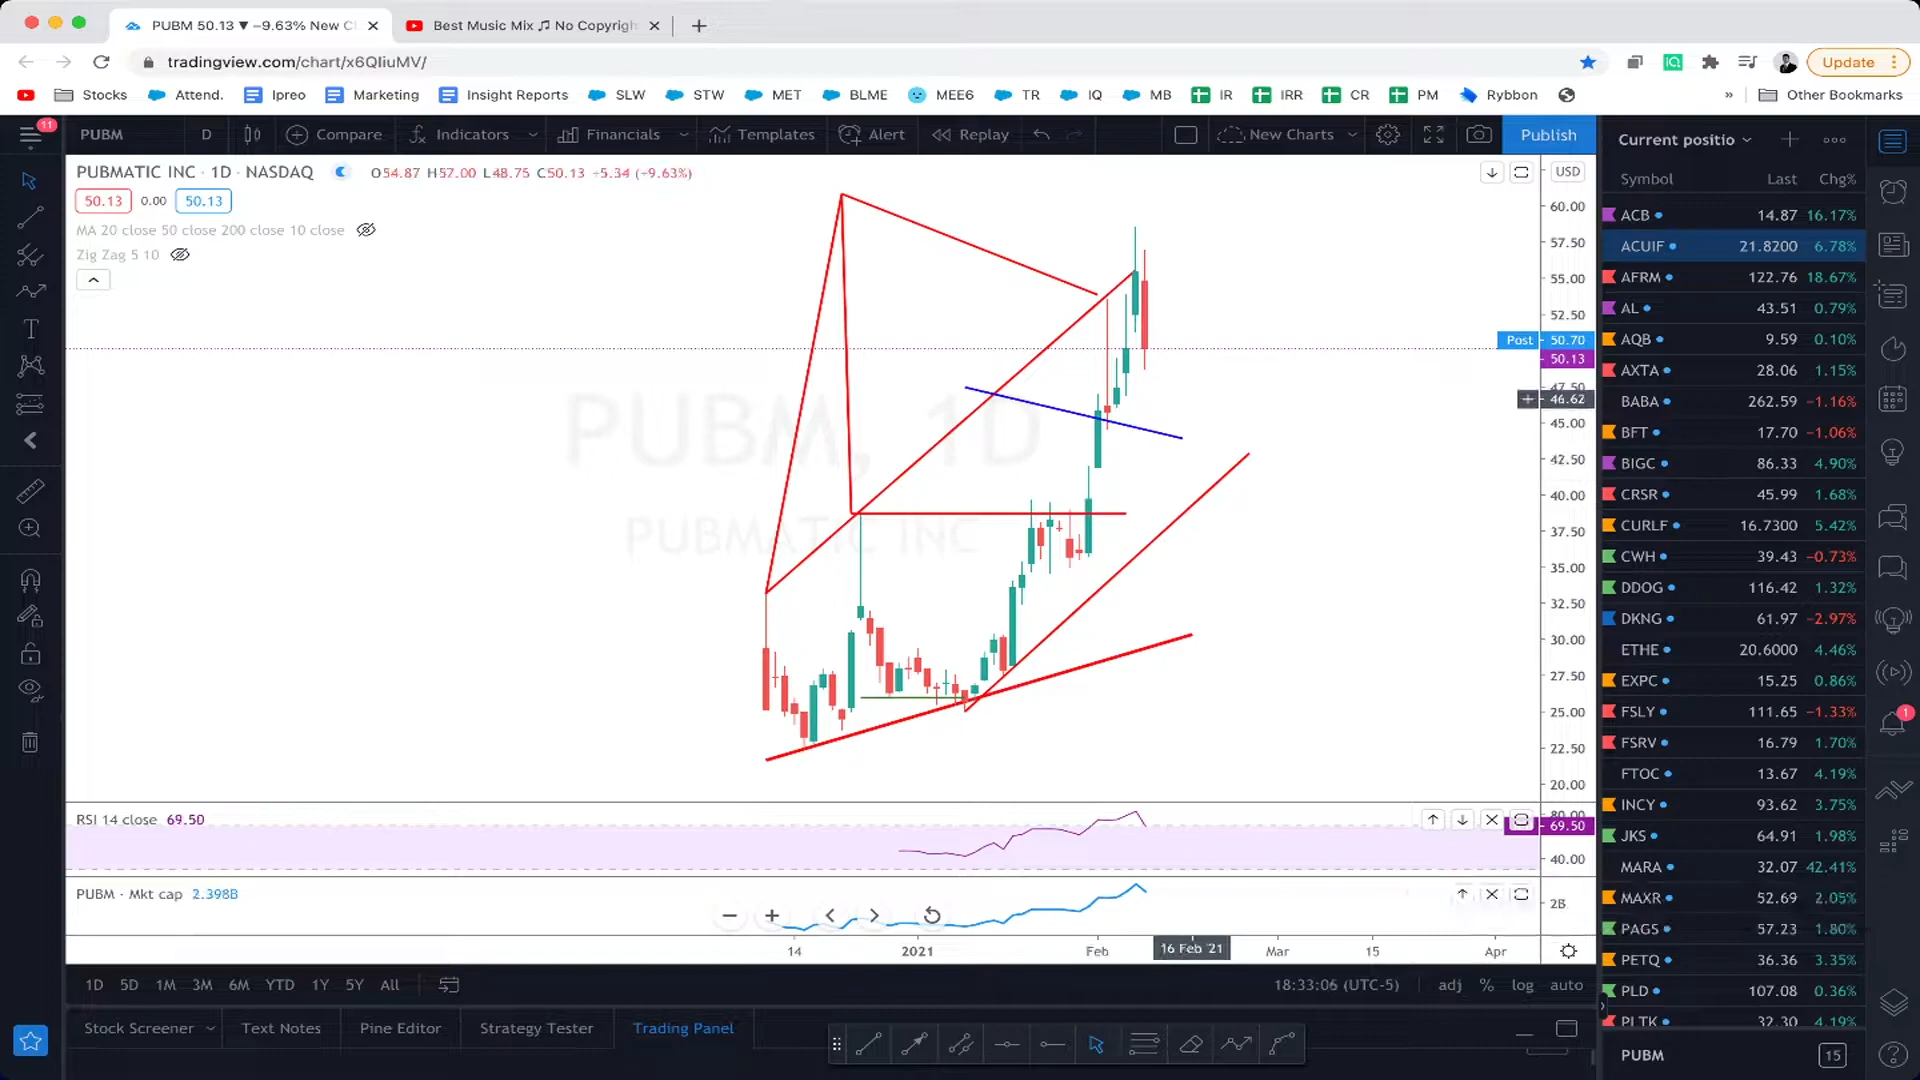 PUBM 50.13 ▼ −9.63% New C
Best Music Mix ♫ No Copyrigh
tradingview.com/chart/x6QIiuMV/
Update
Stocks Attend. Ipreo Marketing Insight Reports SLW STW MET BLME MEE6 TR IQ MB IR IRR CR PM Rybbon » Other Bookmarks
11
PUBM D Compare Indicators Financials Templates Alert Replay New Charts Publish
Current positio
PUBMATIC INC · 1D · NASDAQ O54.87 H57.00 L48.75 C50.13 −5.34 (−9.63%)
USD
50.13 0.00 50.13
MA 20 close 50 close 200 close 10 close
Zig Zag 5 10
PUBM, 1D
PUBMATIC INC
60.00
57.50
55.00
52.50
Post 50.70
50.13
47.50
46.62
45.00
42.50
40.00
37.50
35.00
32.50
30.00
27.50
25.00
22.50
20.00
RSI 14 close 69.50
80.00
69.50
40.00
PUBM · Mkt cap 2.398B
2B
14 2021 Feb 16 Feb '21 Mar 15 Apr
1D 5D 1M 3M 6M YTD 1Y 5Y All
18:33:06 (UTC-5) adj % log auto
Stock Screener Text Notes Pine Editor Strategy Tester Trading Panel
Symbol Last Chg%
ACB 14.87 16.17%
ACUIF 21.8200 6.78%
AFRM 122.76 18.67%
AL 43.51 0.79%
AQB 9.59 0.10%
AXTA 28.06 1.15%
BABA 262.59 −1.16%
BFT 17.70 −1.06%
BIGC 86.33 4.90%
CRSR 45.99 1.68%
CURLF 16.7300 5.42%
CWH 39.43 −0.73%
DDOG 116.42 1.32%
DKNG 61.97 −2.97%
ETHE 20.6000 4.46%
EXPC 15.25 0.86%
FSLY 111.65 −1.33%
FSRV 16.79 1.70%
FTOC 13.67 4.19%
INCY 93.62 3.75%
JKS 64.91 1.98%
MARA 32.07 42.41%
MAXR 52.69 2.05%
PAGS 57.23 1.80%
PETQ 36.36 3.35%
PLD 107.08 0.36%
PLTK 32.30 4.19%
PUBM 15
1